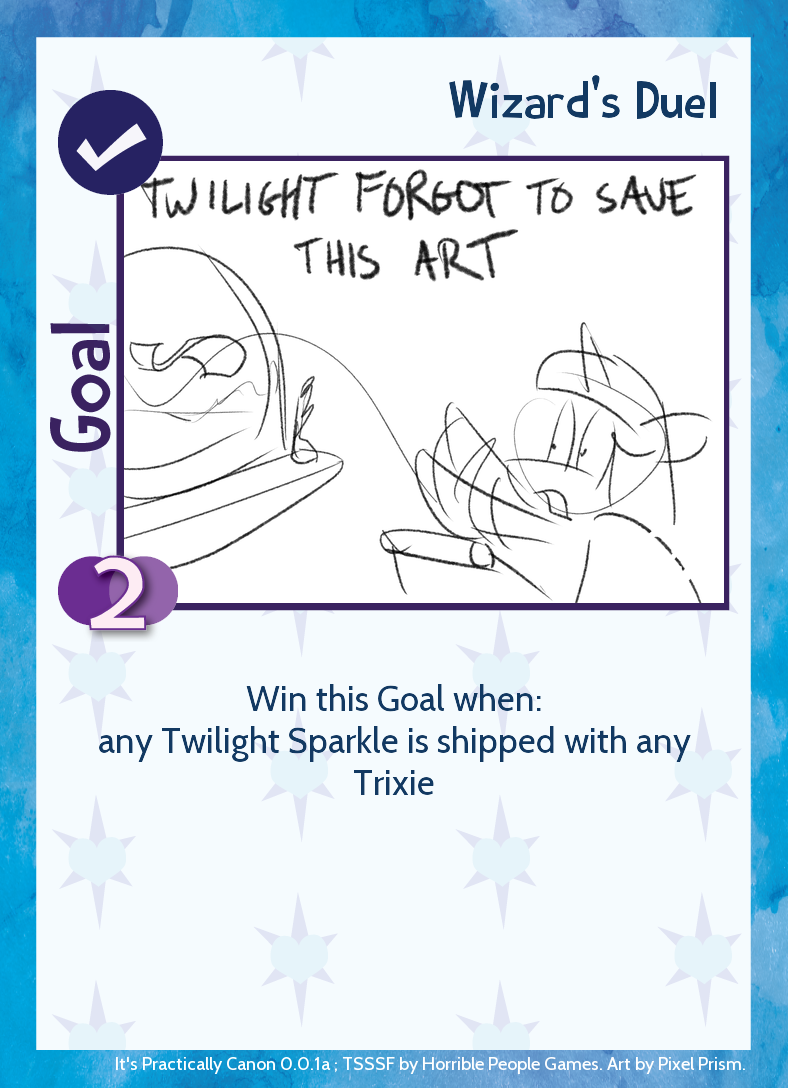 Wizard's Duel
TWILIGHT FORGOT TO SAVE
THIS ART
Goal
2
Win this Goal when:
any Twilight Sparkle is shipped with any
Trixie
It's Practically Canon 0.0.1a ; TSSSF by Horrible People Games. Art by Pixel Prism.